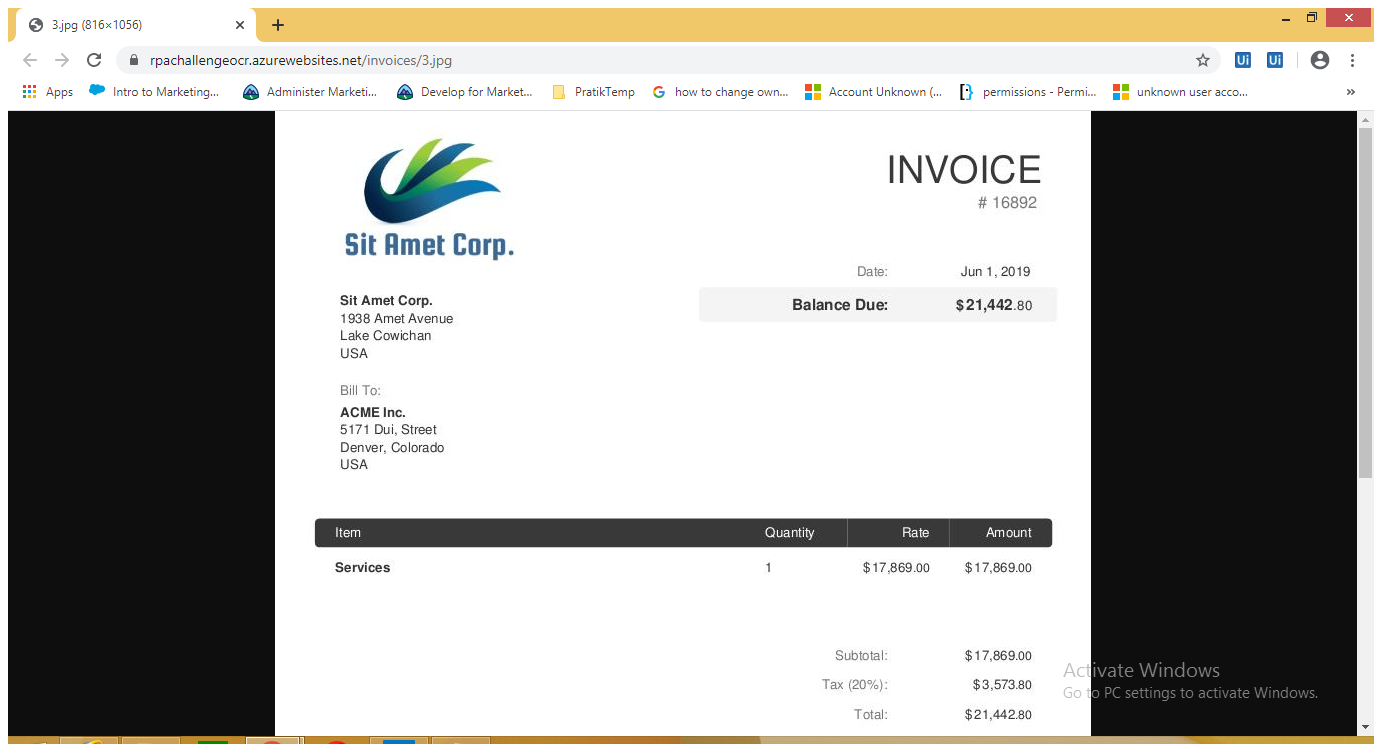 3.jpg (816×1056)
rpachallengeocr.azurewebsites.net/invoices/3.jpg
Apps Intro to Marketing... Administer Marketi... Develop for Market... PratikTemp how to change own... Account Unknown (... permissions - Permi... unknown user acco... »
INVOICE
# 16892
Sit Amet Corp.
Date: Jun 1, 2019
Balance Due: $21,442.80
Sit Amet Corp.
1938 Amet Avenue
Lake Cowichan
USA
Bill To:
ACME Inc.
5171 Dui, Street
Denver, Colorado
USA
Item Quantity Rate Amount
Services 1 $17,869.00 $17,869.00
Subtotal: $17,869.00
Tax (20%): $3,573.80
Total: $21,442.80
Activate Windows
Go to PC settings to activate Windows.